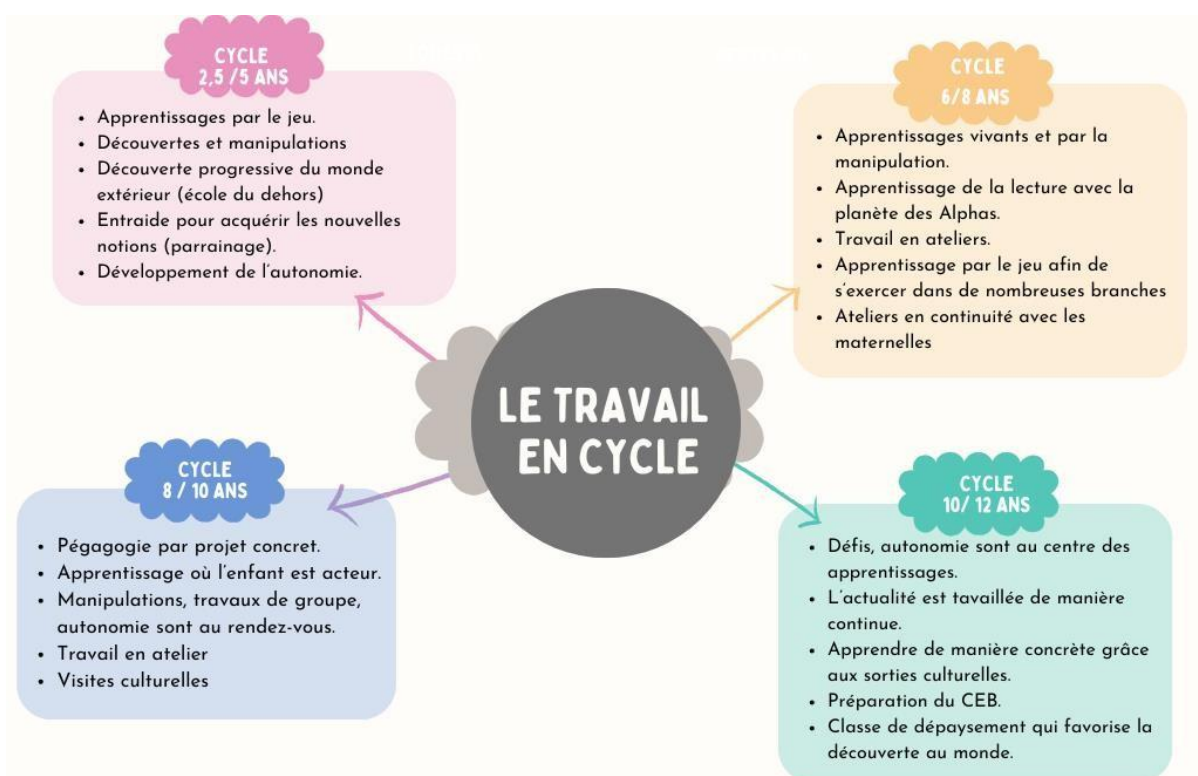 CYCLE
2,5 /5 ANS
• Apprentissages par le jeu.
• Découvertes et manipulations
• Découverte progressive du monde
extérieur (école du dehors)
• Entraide pour acquérir les nouvelles
notions (parrainage).
• Développement de l'autonomie.
CYCLE
6/8 ANS
• Apprentissages vivants et par la
manipulation.
• Apprentissage de la lecture avec la
planète des Alphas.
• Travail en ateliers.
• Apprentissage par le jeu afin de
s'exercer dans de nombreuses branches
• Ateliers en continuité avec les
maternelles
LE TRAVAIL
EN CYCLE
CYCLE
8 / 10 ANS
• Pégagogie par projet concret.
• Apprentissage où l'enfant est acteur.
• Manipulations, travaux de groupe,
autonomie sont au rendez-vous.
• Travail en atelier
• Visites culturelles
CYCLE
10/ 12 ANS
• Défis, autonomie sont au centre des
apprentissages.
• L'actualité est tavaillée de manière
continue.
• Apprendre de manière concrète grâce
aux sorties culturelles.
• Préparation du CEB.
• Classe de dépaysement qui favorise la
découverte au monde.